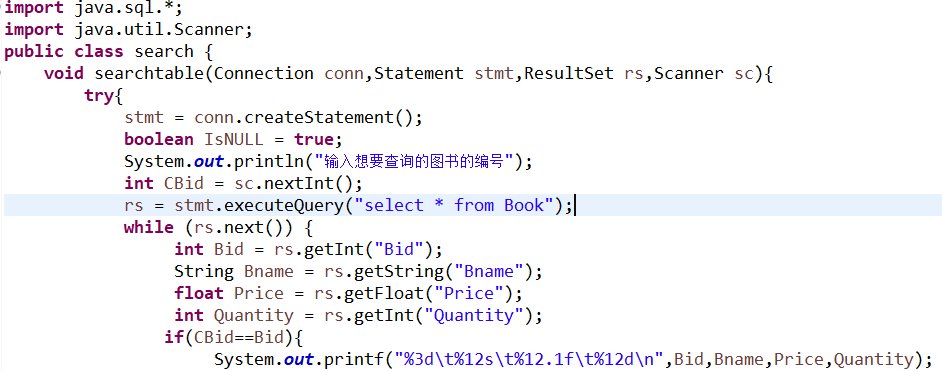 import java.sql.*;
import java.util.Scanner;
public class search {
    void searchtable(Connection conn,Statement stmt,ResultSet rs,Scanner sc){
        try{
            stmt = conn.createStatement();
            boolean IsNULL = true;
            System.out.println("输入想要查询的图书的编号");
            int CBid = sc.nextInt();
            rs = stmt.executeQuery("select * from Book");
            while (rs.next()) {
                 int Bid = rs.getInt("Bid");
                 String Bname = rs.getString("Bname");
                 float Price = rs.getFloat("Price");
                 int Quantity = rs.getInt("Quantity");
                if(CBid==Bid){
                     System.out.printf("%3d\t%12s\t%12.1f\t%12d\n",Bid,Bname,Price,Quantity);